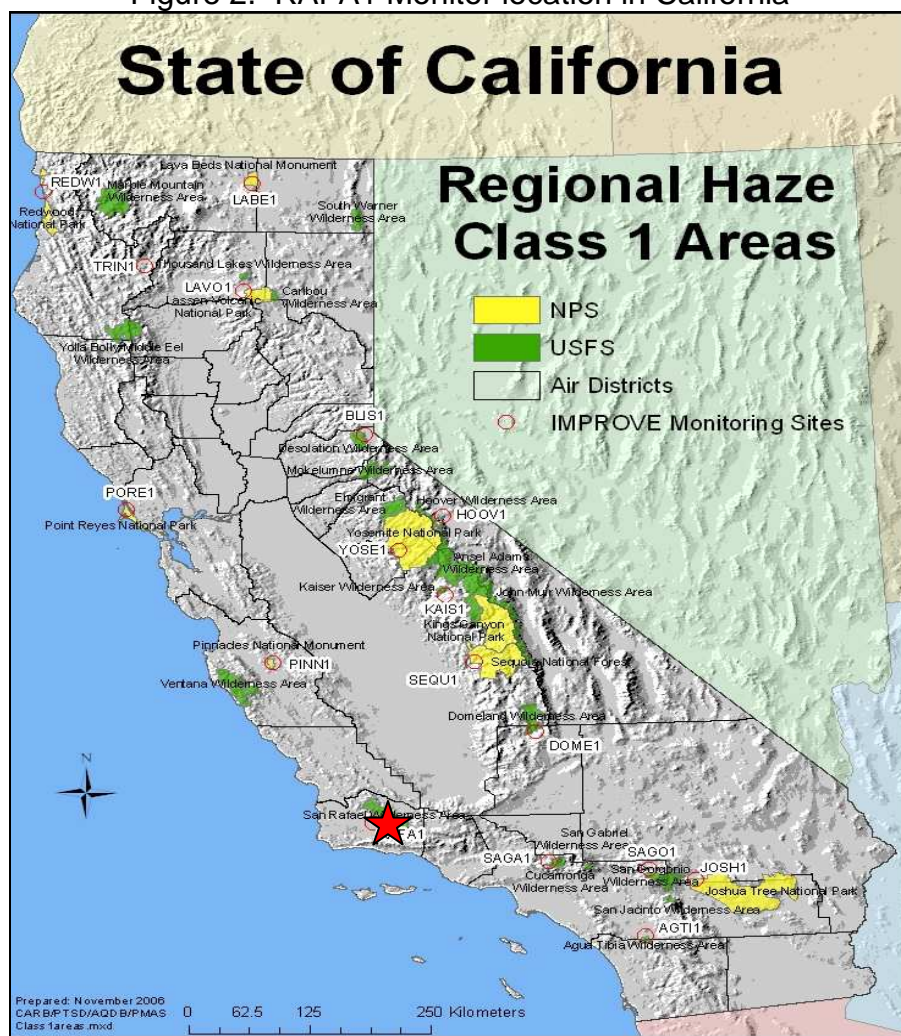 Figure 2. RAFA1 Monitor location in California
State of California
Regional Haze
Class 1 Areas
NPS
USFS
Air Districts
IMPROVE Monitoring Sites
Lava Beds National Monument
REDW1
Marble Mountain
Wilderness Area
LABE1
South Warner
Wilderness Area
Redwood
National Park
TRIN1
Thousand Lakes Wilderness Area
LAVO1
Lassen Volcanic
National Park
Caribou
Wilderness Area
Yolla Bolly Middle Eel
Wilderness Area
BLIS1
Desolation Wilderness Area
Mokelumne Wilderness Area
PORE1
Point Reyes National Park
Emigrant
Wilderness Area
Hoover Wilderness Area
HOOV1
Yosemite National Park
YOSE1
Ansel Adams
Wilderness Area
Kaiser Wilderness Area
John Muir Wilderness Area
KAIS1
Kings Canyon
National Park
Pinnacles National Monument
PINN1
SEQU1
Sequoia National Forest
Ventana Wilderness Area
Domeland Wilderness Area
DOME1
N
San Rafael Wilderness Area
FA1
San Gabriel
Wilderness Area
SAGA1
Cucamonga
Wilderness Area
SAGO1
San Gorgonio
Wilderness Area
JOSH1
Joshua Tree National Park
San Jacinto Wilderness Area
AGTI1
Agua Tibia Wilderness Area
Prepared: November 2006
CARB/PTSD/AQDB/PMAS
Class 1areas.mxd
0 62.5 125 250 Kilometers